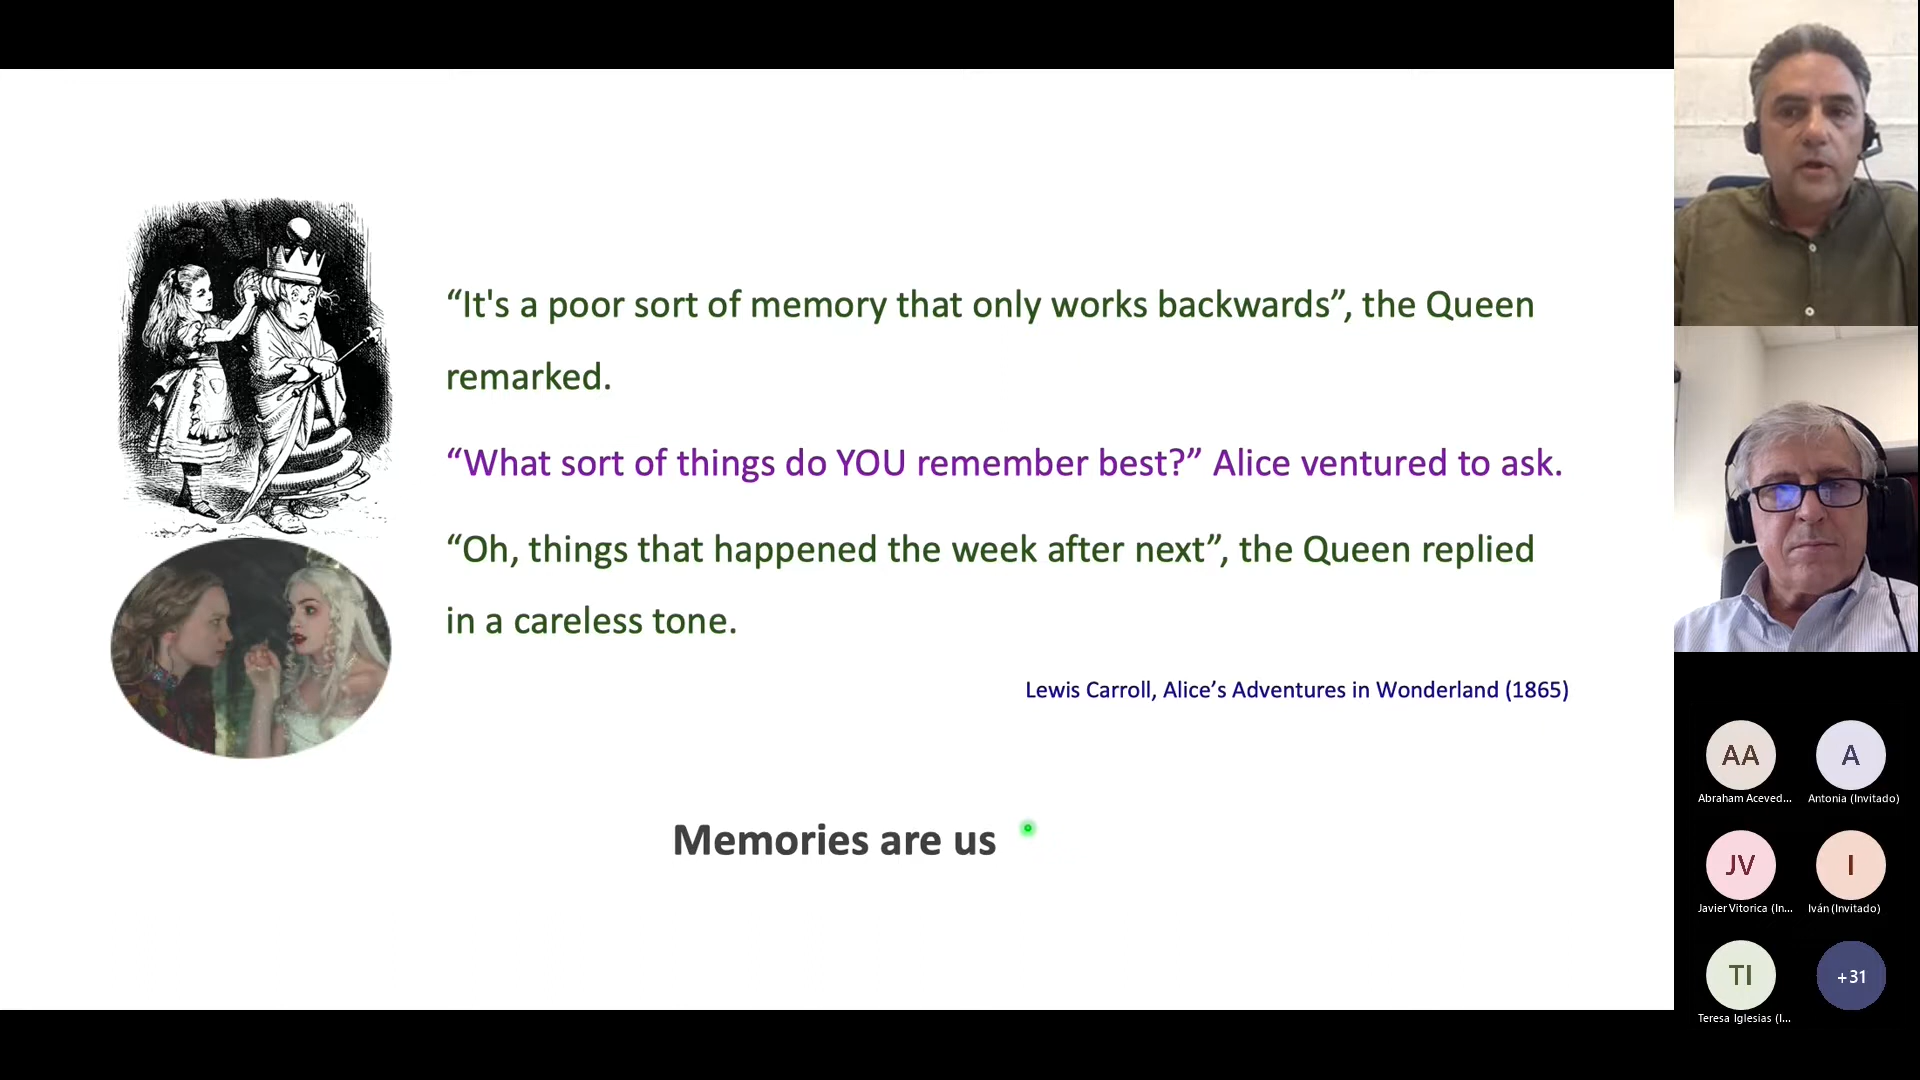 “It's a poor sort of memory that only works backwards”, the Queen
remarked.
“What sort of things do YOU remember best?” Alice ventured to ask.
“Oh, things that happened the week after next”, the Queen replied
in a careless tone.
Lewis Carroll, Alice’s Adventures in Wonderland (1865)
Memories are us
AA
A
Abraham Aceved...
Antonia (Invitado)
JV
I
Javier Vitorica (In...
Iván (Invitado)
TI
+31
Teresa Iglesias (I...